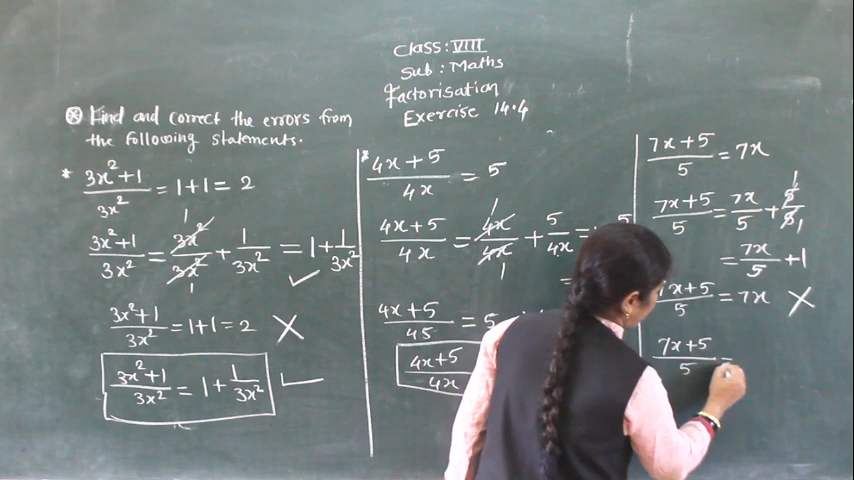 Class: VIII
Sub: Maths
Factorisation
Exercise 14.4
⊗ Find and correct the errors from
the following statements.
* (3x²+1)/(3x²) = 1+1 = 2
(3x²+1)/(3x²) = 3x²/3x² + 1/(3x²) = 1 + 1/(3x²) ✓
(3x²+1)/(3x²) = 1+1 = 2 ✗
(3x²+1)/(3x²) = 1 + 1/(3x²) ✓
* (4x+5)/(4x) = 5
(4x+5)/(4x) = 4x/4x + 5/(4x) =
(4x+5)/45 = 5
(4x+5)/(4x)
(7x+5)/5 = 7x
(7x+5)/5 = 7x/5 + 5/5
= 7x/5 + 1
7x+5/5 = 7x ✗
(7x+5)/5 =